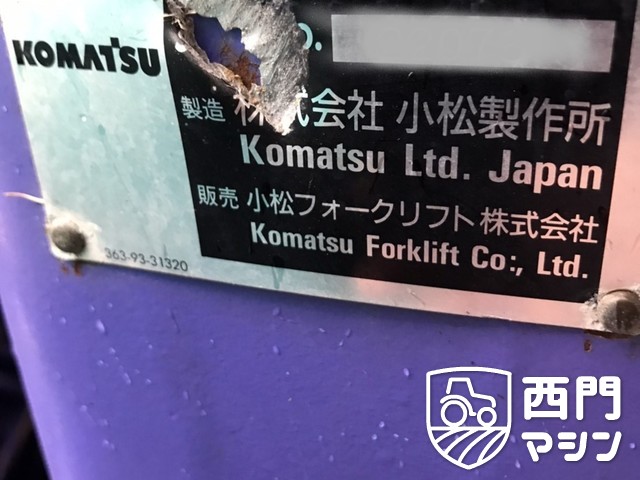 KOMATSU
o.
製造 株式会社 小松製作所
Komatsu Ltd. Japan
販売 小松フォークリフト株式会社
Komatsu Forklift Co:, Ltd.
363-93-31320
西門
マシン